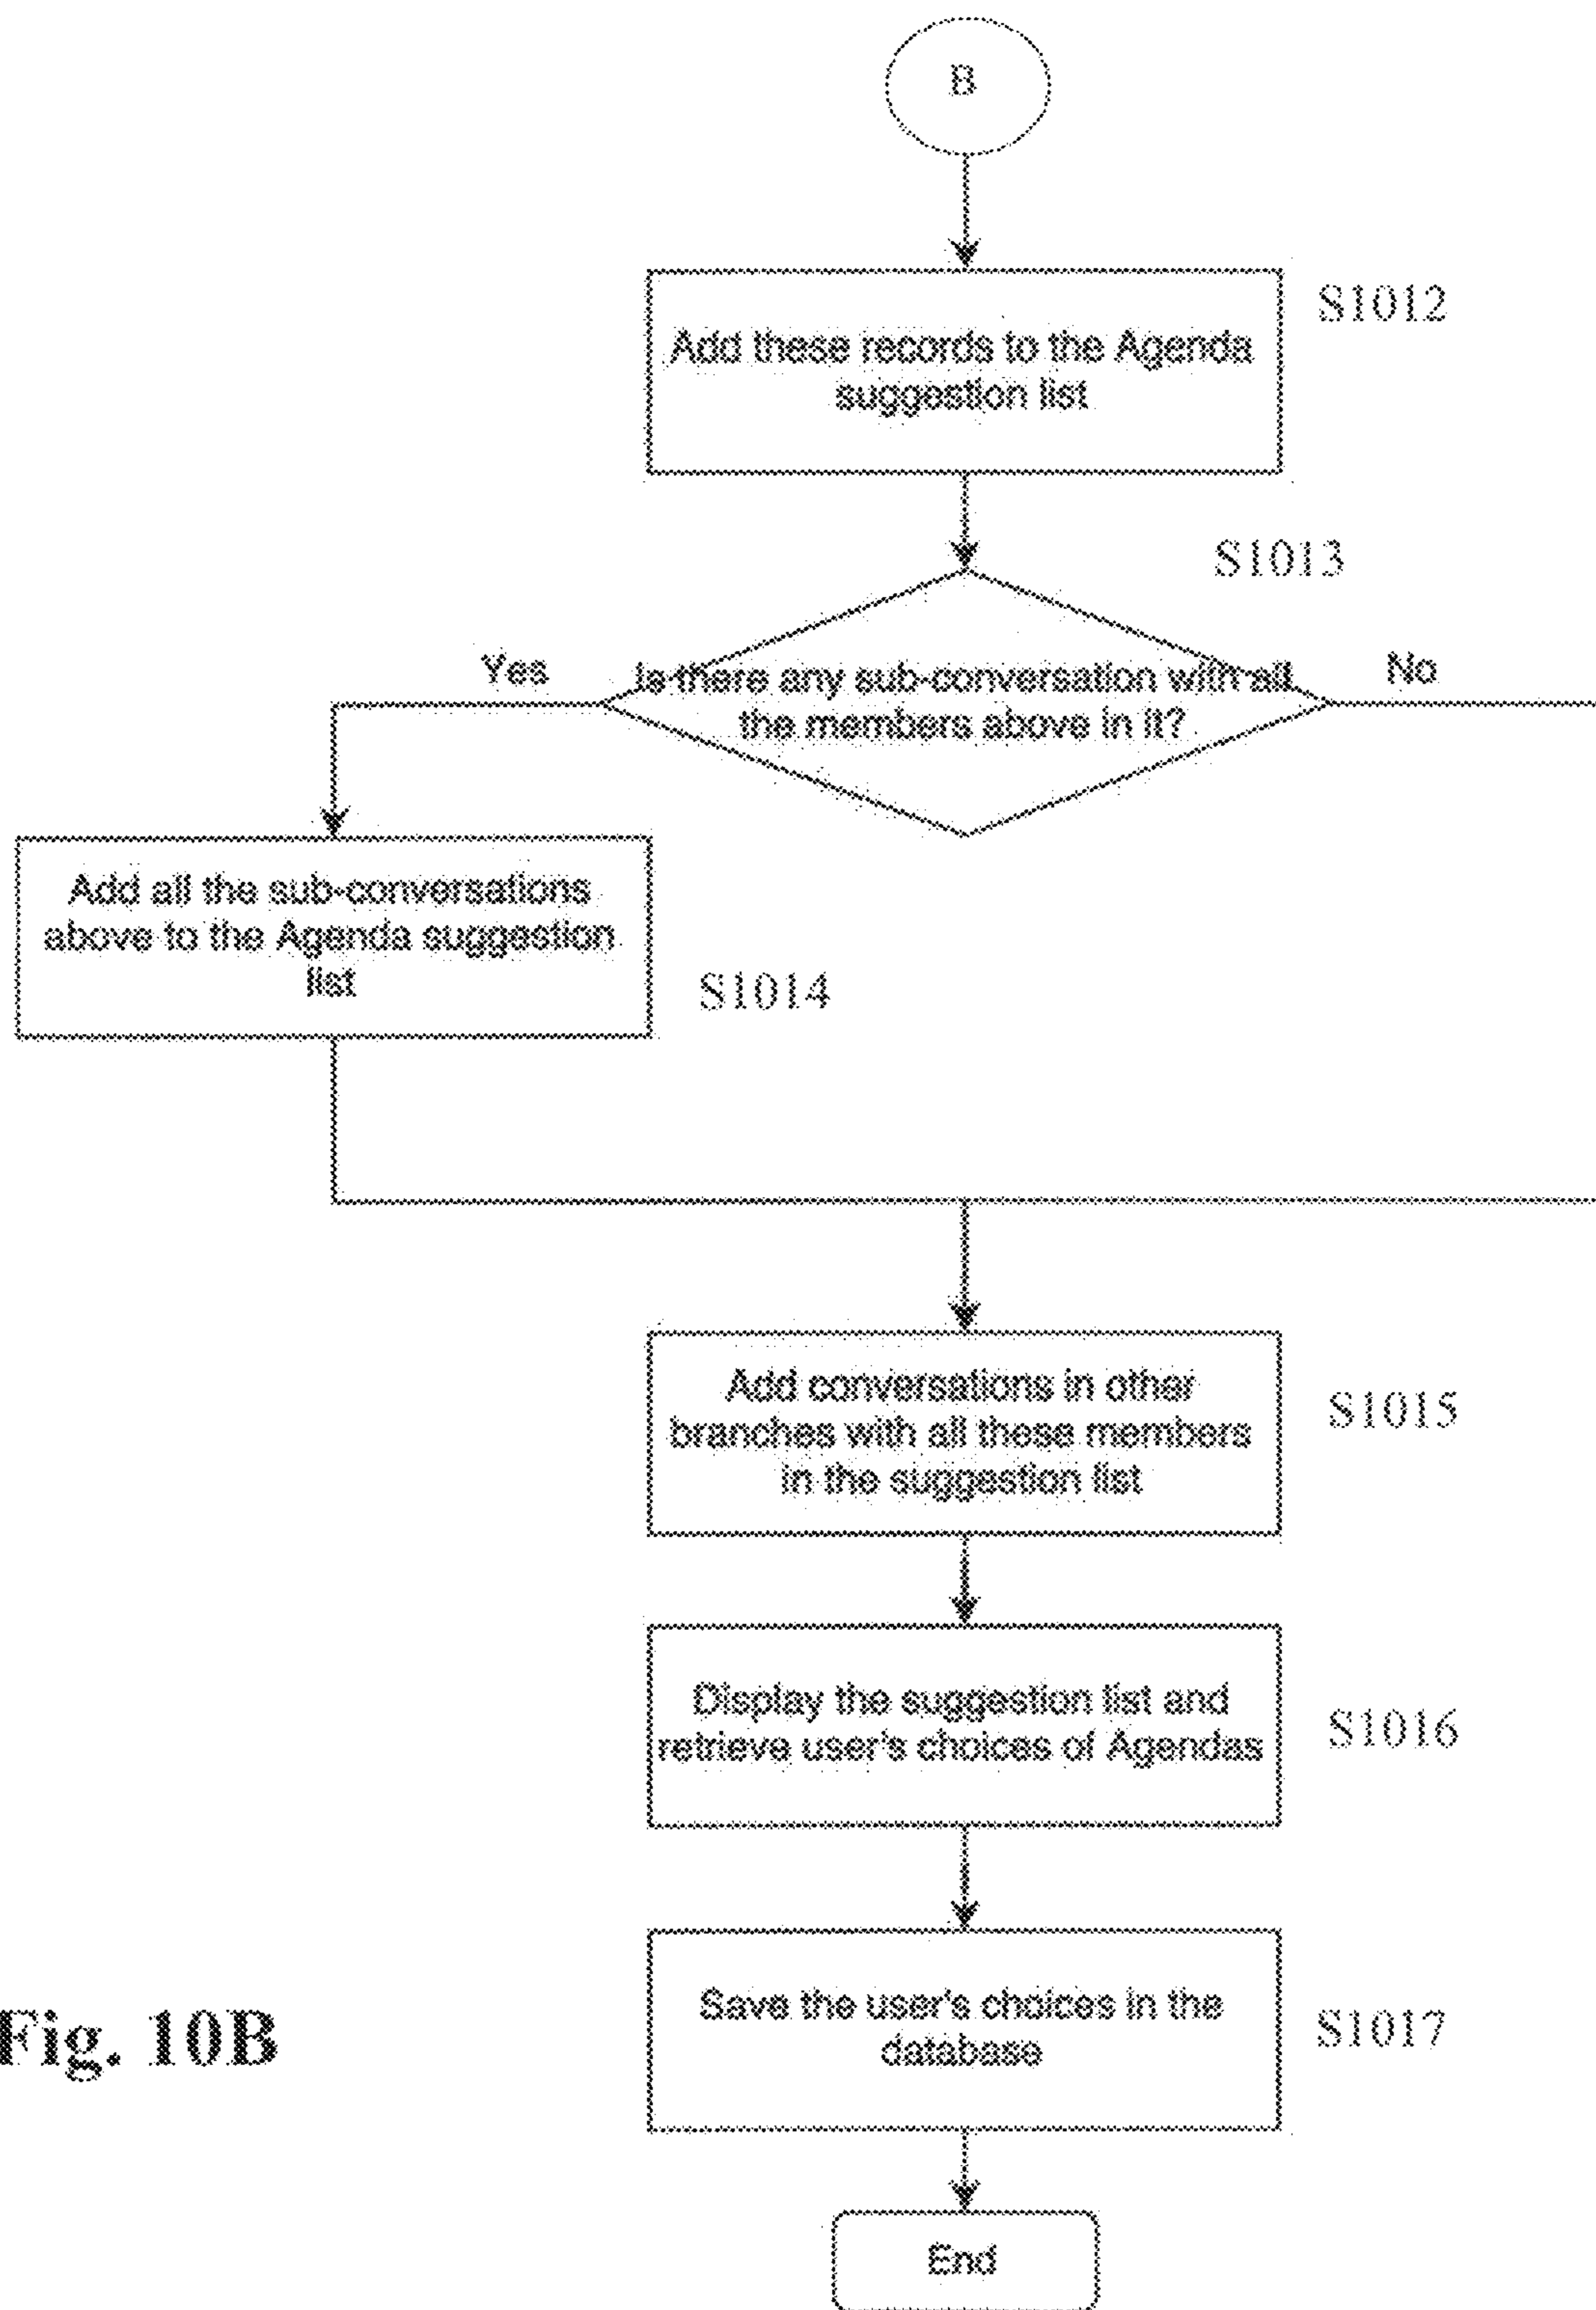 B
Add these records to the Agenda
suggestion list
S1012
S1013
Yes
Is there any sub-conversation with all
the members above in it?
No
Add all the sub-conversations
above to the Agenda suggestion
list
S1014
Add conversations in other
branches with all these members
in the suggestion list
S1015
Display the suggestion list and
retrieve user's choices of Agendas
S1016
Save the user's choices in the
database
S1017
Fig. 10B
End